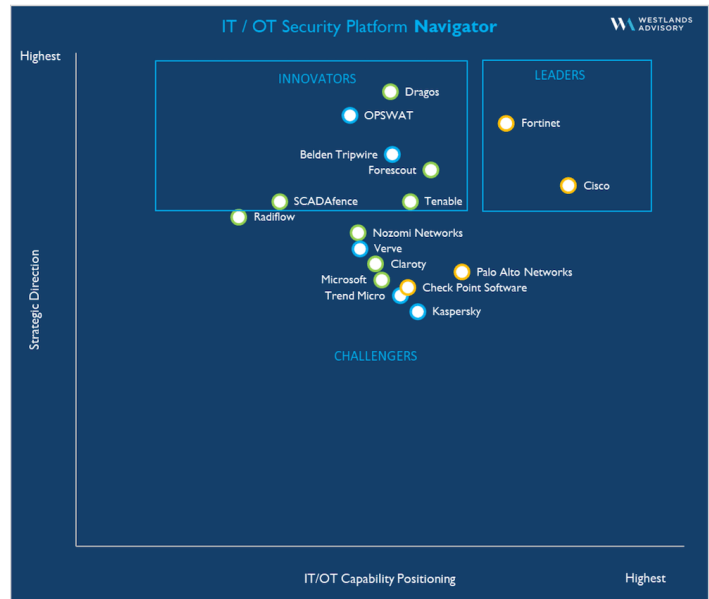 IT / OT Security Platform Navigator
WESTLANDS
ADVISORY
Highest
INNOVATORS
LEADERS
Dragos
OPSWAT
Fortinet
Belden Tripwire
Forescout
Cisco
SCADAfence
Tenable
Radiflow
Nozomi Networks
Verve
Claroty
Palo Alto Networks
Microsoft
Check Point Software
Trend Micro
Kaspersky
CHALLENGERS
Strategic Direction
IT/OT Capability Positioning
Highest